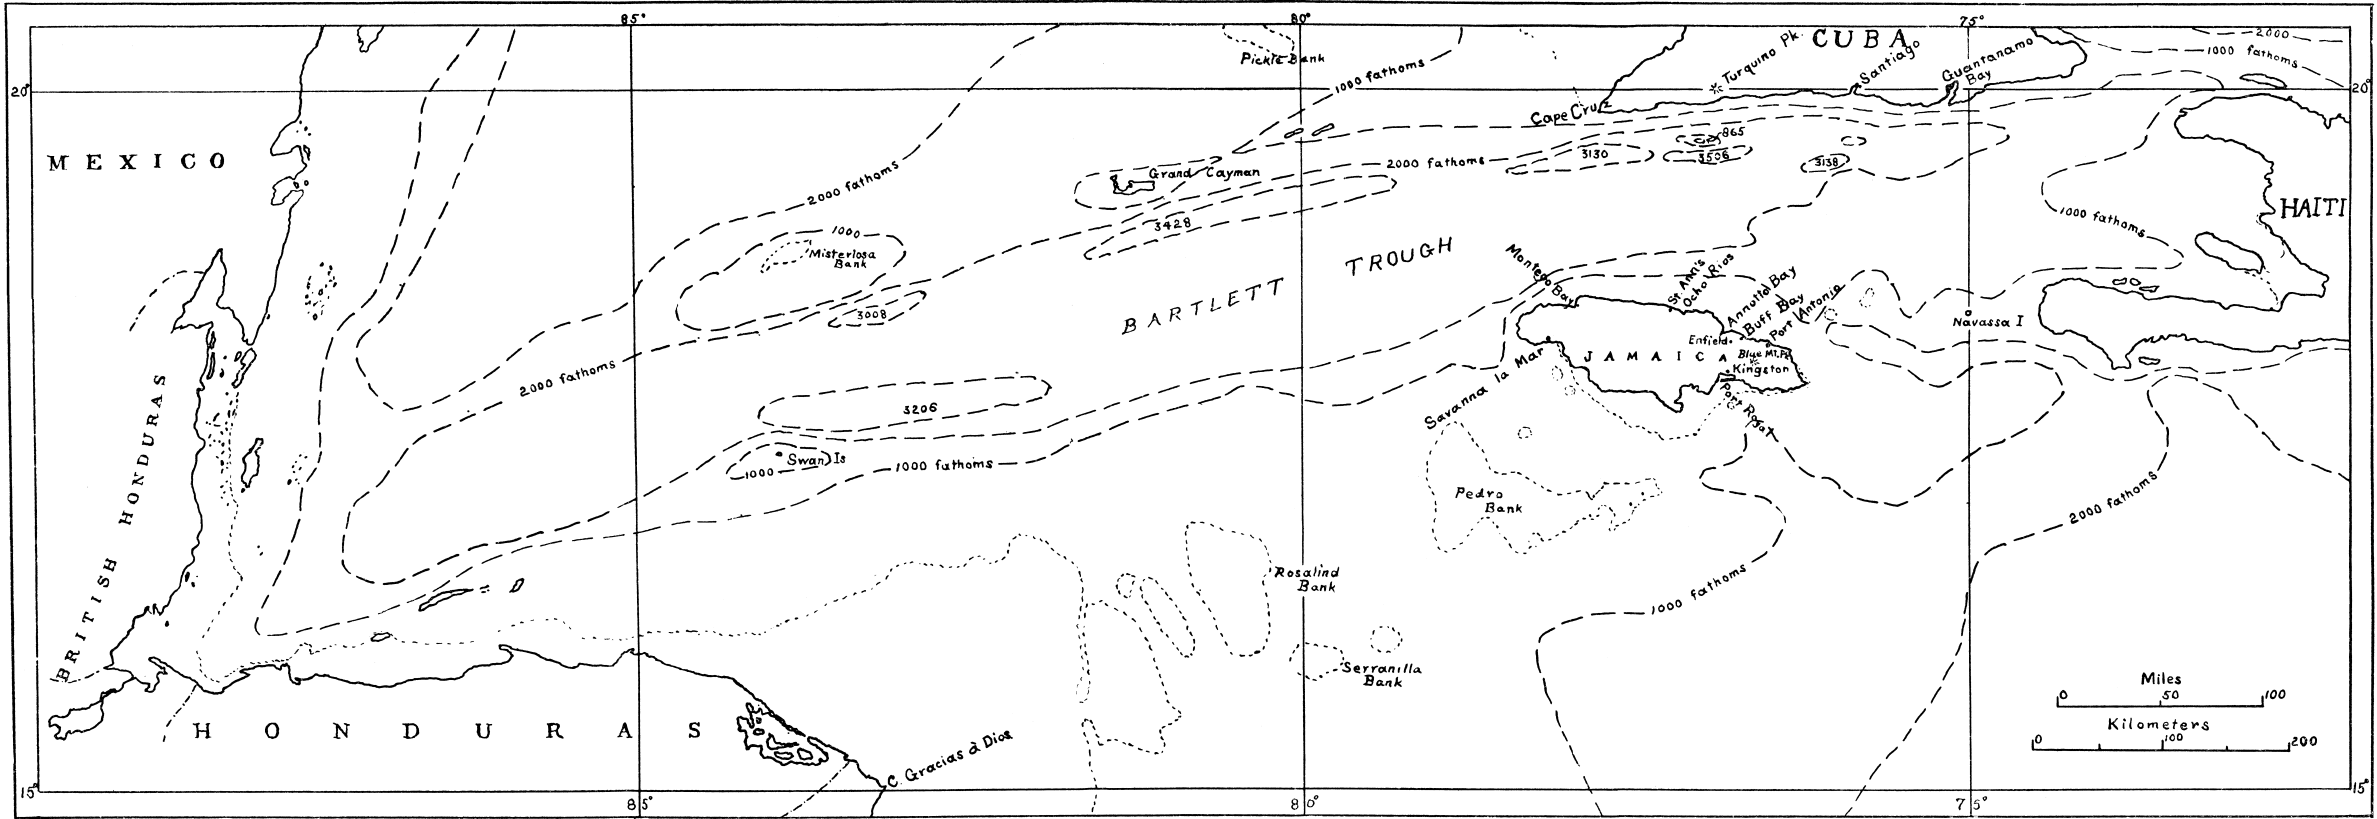 85°
80°
75°
CUBA
2000
1000 fathoms
Pickle Bank
1000 fathoms
Turquino Pk.
Santiago
Guantanamo
Bay
20°
20°
Cape Cruz
MEXICO
865
3130
3506
3138
2000 fathoms
2000 fathoms
Grand Cayman
HAITI
1000 fathoms
3428
1000
Misteriosa
Bank
BARTLETT TROUGH
Montego Bay
St. Ann's
Ocho Rios
Annotto Bay
Buff Bay
Port Antonio
3008
Navassa I
Enfield
JAMAICA
Blue Mt. Pk
Kingston
2000 fathoms
Savanna la Mar
Port Royal
3206
BRITISH HONDURAS
Swan Is
1000
1000 fathoms
Pedro
Bank
2000 fathoms
Rosalind
Bank
1000 fathoms
Serranilla
Bank
Miles
0 50 100
Kilometers
0 100 200
HONDURAS
C. Gracias à Dios
15°
15°
85°
80°
75°